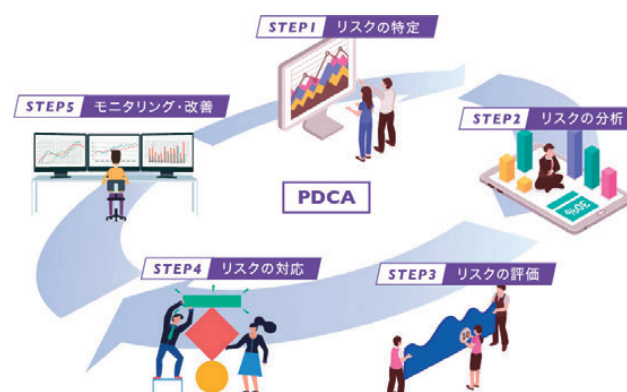 STEP1 リスクの特定
STEP5 モニタリング・改善
STEP2 リスクの分析
PDCA
30%
STEP4 リスクの対応
STEP3 リスクの評価